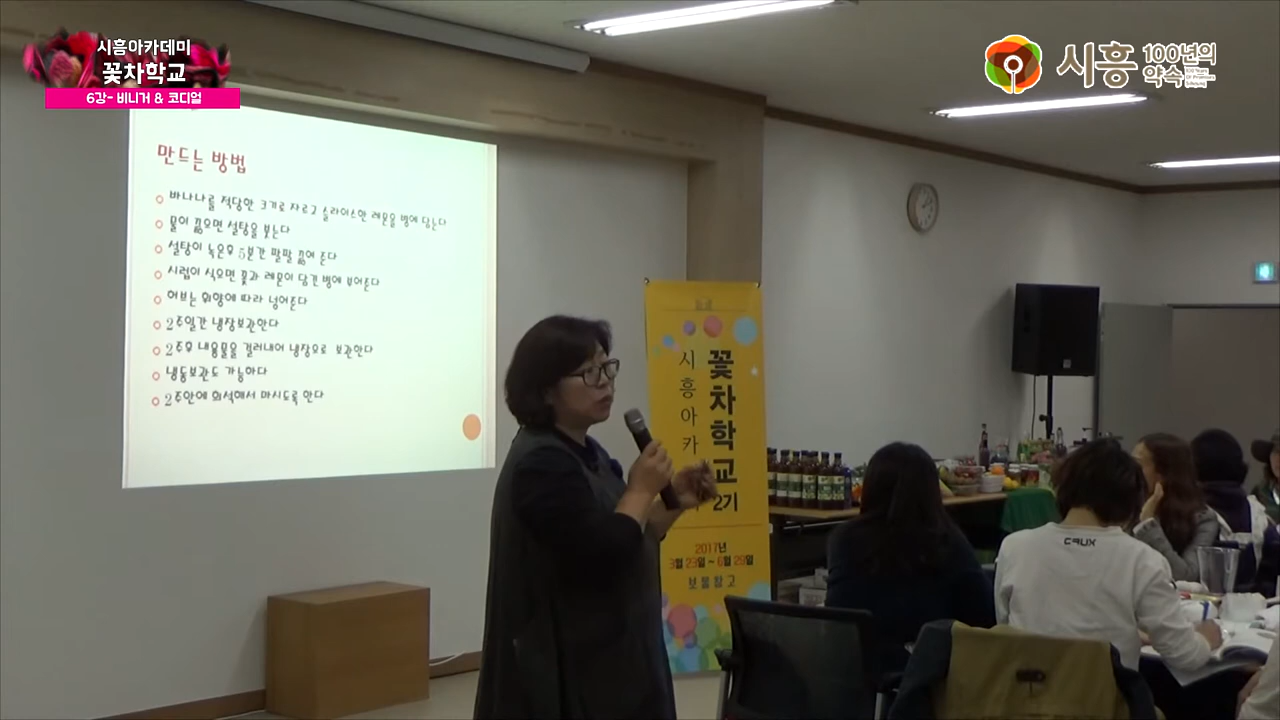 시흥아카데미
꽃차학교
6강- 비니거 & 코디얼
시흥 100년의
약속
만드는 방법
바나나를 적당한 크기로 자르고 슬라이스한 레몬을 병에 담는다
물이 끓으면 설탕을 붓는다
설탕이 녹은후 5분간 팔팔 끓여 준다
시럽이 식으면 꽃과 레몬이 담긴 병에 부어준다
허브는 취향에 따라 넣어준다
2주일간 냉장보관한다
2주후 내용물을 걸러내어 냉장으로 보관한다
냉동보관도 가능하다
2주안에 희석해서 마시도록 한다
시흥아카
꽃차학교
2기
2017년
3월 23일 ~ 6월 29일
보물창고